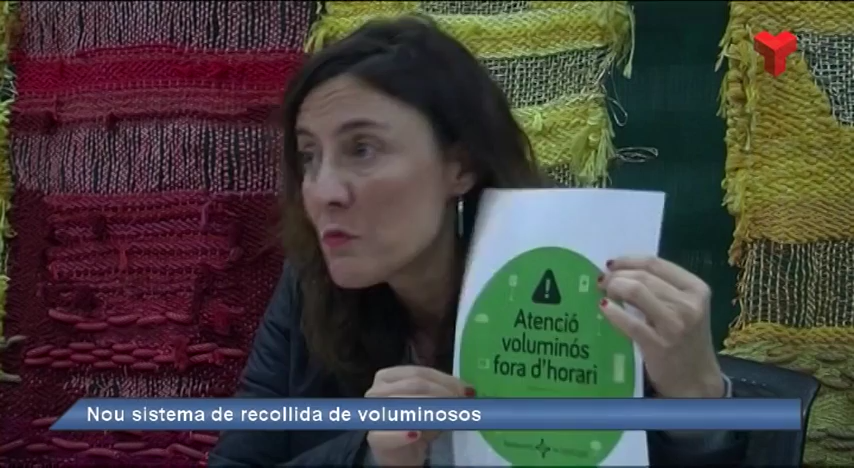 Atenció
voluminós
fora d'horari
Nou sistema de recollida de voluminosos